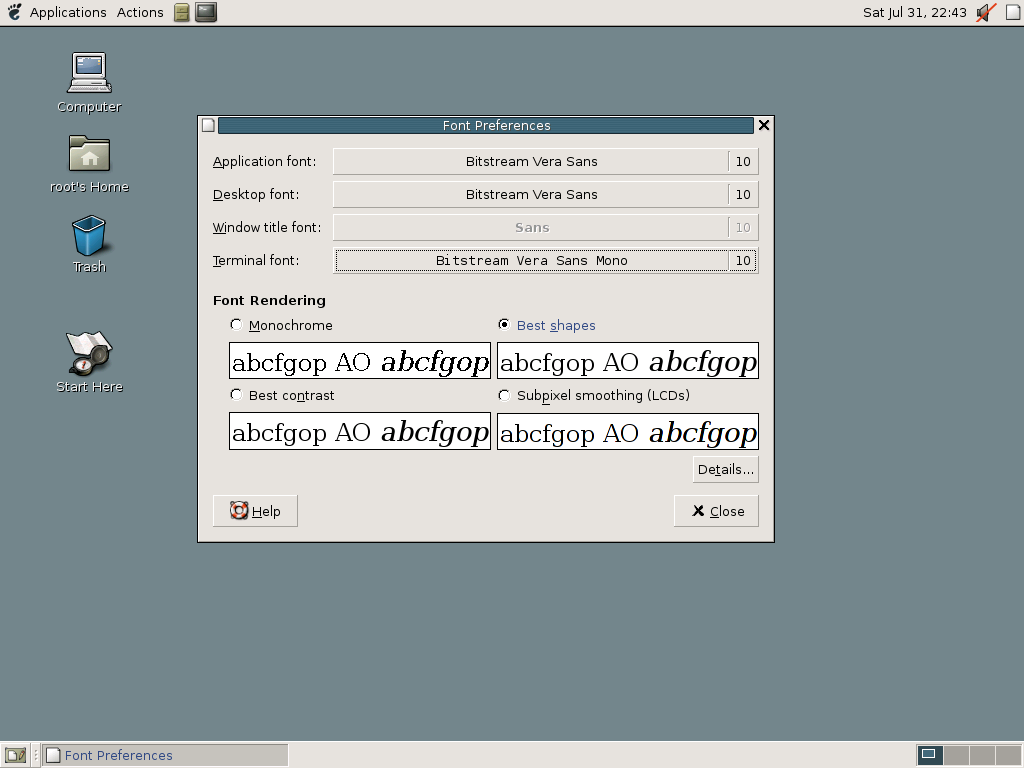 Applications Actions
Sat Jul 31, 22:43
Computer
root's Home
Trash
Start Here
Font Preferences
Application font: Bitstream Vera Sans 10
Desktop font: Bitstream Vera Sans 10
Window title font: Sans 10
Terminal font: Bitstream Vera Sans Mono 10
Font Rendering
Monochrome Best shapes
abcfgop AO abcfgop abcfgop AO abcfgop
Best contrast Subpixel smoothing (LCDs)
abcfgop AO abcfgop abcfgop AO abcfgop
Details...
Help Close
Font Preferences